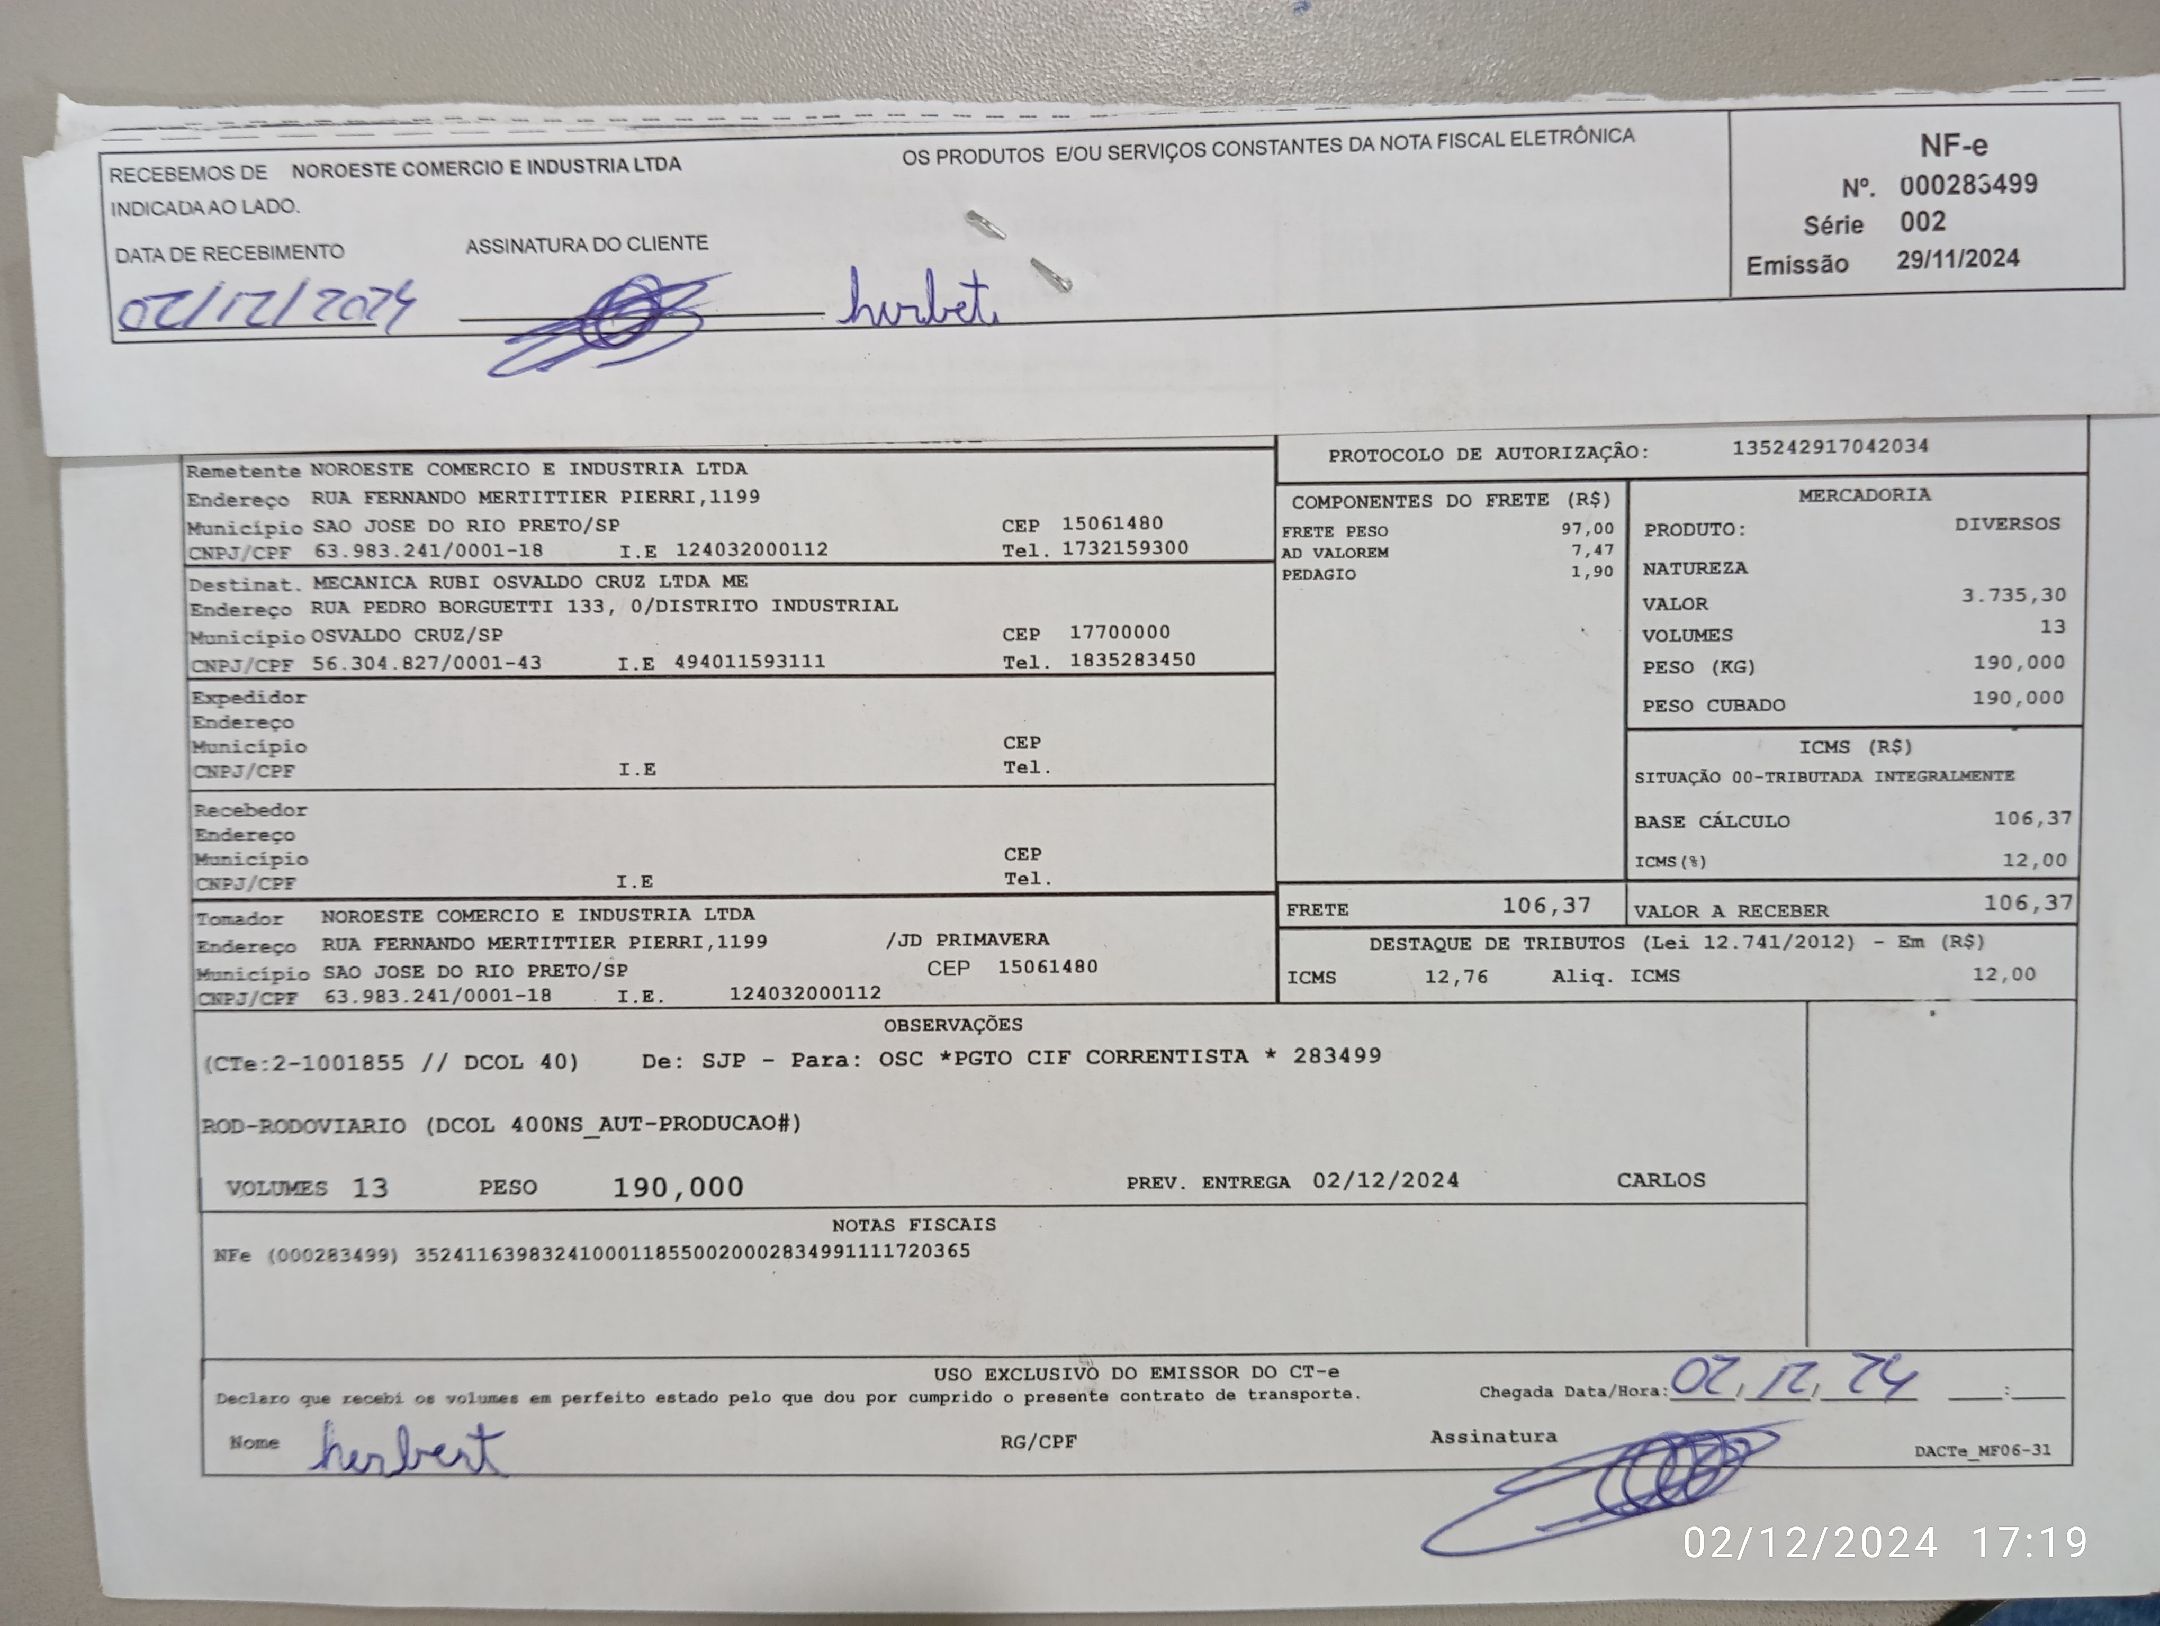 RECEBEMOS DE NOROESTE COMERCIO E INDUSTRIA LTDA OS PRODUTOS E/OU SERVIÇOS CONSTANTES DA NOTA FISCAL ELETRÔNICA
INDICADA AO LADO.
DATA DE RECEBIMENTO ASSINATURA DO CLIENTE
02/12/2024
NF-e
Nº. 000283499
Série 002
Emissão 29/11/2024
Remetente NOROESTE COMERCIO E INDUSTRIA LTDA
Endereço RUA FERNANDO MERTITTIER PIERRI,1199
Município SAO JOSE DO RIO PRETO/SP CEP 15061480
CNPJ/CPF 63.983.241/0001-18 I.E 124032000112 Tel. 1732159300
Destinat. MECANICA RUBI OSVALDO CRUZ LTDA ME
Endereço RUA PEDRO BORGUETTI 133, 0/DISTRITO INDUSTRIAL
Município OSVALDO CRUZ/SP CEP 17700000
CNPJ/CPF 56.304.827/0001-43 I.E 494011593111 Tel. 1835283450
Expedidor
Endereço
Município CEP
CNPJ/CPF I.E Tel.
Recebedor
Endereço
Município CEP
CNPJ/CPF I.E Tel.
Tomador NOROESTE COMERCIO E INDUSTRIA LTDA
Endereço RUA FERNANDO MERTITTIER PIERRI,1199 /JD PRIMAVERA
Município SAO JOSE DO RIO PRETO/SP CEP 15061480
CNPJ/CPF 63.983.241/0001-18 I.E. 124032000112
PROTOCOLO DE AUTORIZAÇÃO: 135242917042034
COMPONENTES DO FRETE (R$)
FRETE PESO 97,00
AD VALOREM 7,47
PEDAGIO 1,90
FRETE 106,37
MERCADORIA
PRODUTO: DIVERSOS
NATUREZA
VALOR 3.735,30
VOLUMES 13
PESO (KG) 190,000
PESO CUBADO 190,000
ICMS (R$)
SITUAÇÃO 00-TRIBUTADA INTEGRALMENTE
BASE CÁLCULO 106,37
ICMS(%) 12,00
VALOR A RECEBER 106,37
DESTAQUE DE TRIBUTOS (Lei 12.741/2012) - Em (R$)
ICMS 12,76 Aliq. ICMS 12,00
OBSERVAÇÕES
(CTe:2-1001855 // DCOL 40) De: SJP - Para: OSC *PGTO CIF CORRENTISTA * 283499
ROD-RODOVIARIO (DCOL 400NS_AUT-PRODUCAO#)
VOLUMES 13 PESO 190,000 PREV. ENTREGA 02/12/2024 CARLOS
NOTAS FISCAIS
NFe (000283499) 35241163983241000118550020002834991111720365
USO EXCLUSIVO DO EMISSOR DO CT-e
Declaro que recebi os volumes em perfeito estado pelo que dou por cumprido o presente contrato de transporte. Chegada Data/Hora: 02, 12, 24 :
Nome herbert RG/CPF Assinatura DACTe_MF06-31
02/12/2024 17:19